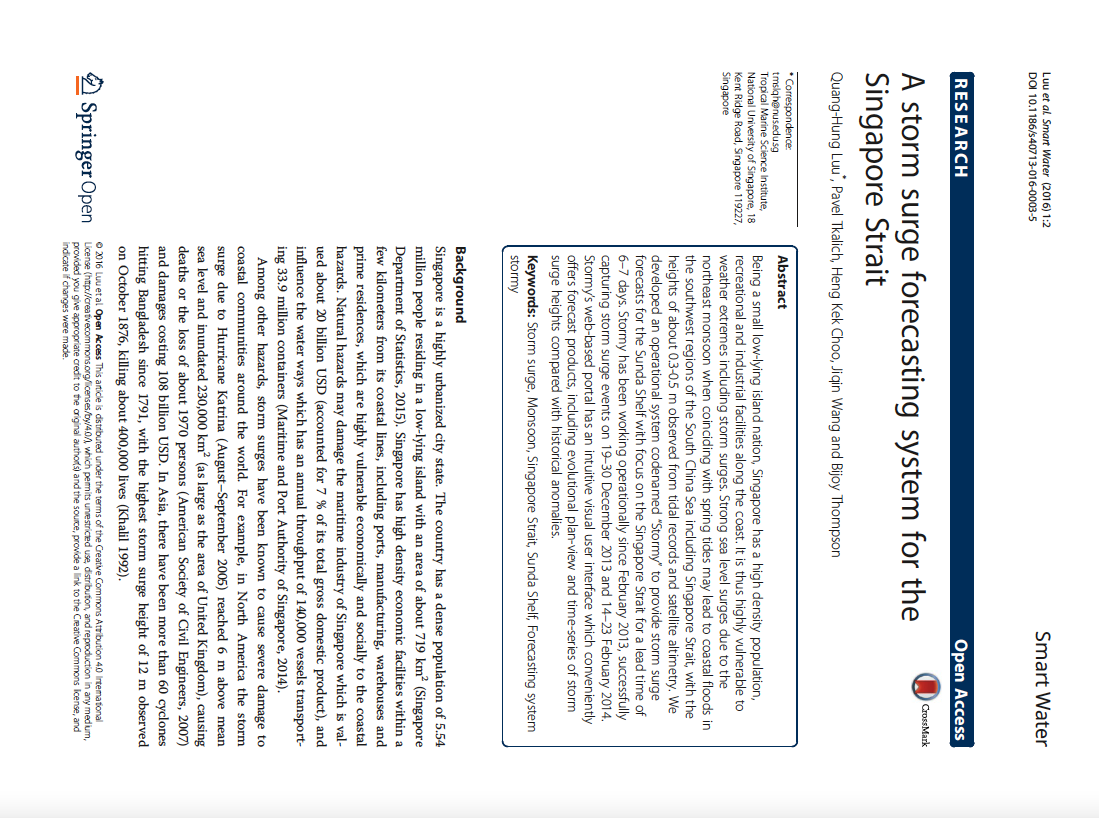 Luu et al. Smart Water (2016) 1:2
DOI 10.1186/s40713-016-0003-5
Smart Water
RESEARCH
Open Access
A storm surge forecasting system for the
Singapore Strait
CrossMark
Quang-Hung Luu*, Pavel Tkalich, Heng Kek Choo, Jiqin Wang and Bijoy Thompson
* Correspondence:
tmslqh@nus.edu.sg
Tropical Marine Science Institute,
National University of Singapore, 18
Kent Ridge Road, Singapore 119227,
Singapore
Abstract
Being a small low-lying island nation, Singapore has a high density population,
recreational and industrial facilities along the coast. It is thus highly vulnerable to
weather extremes including storm surges. Strong sea level surges due to the
northeast monsoon when coinciding with spring tides may lead to coastal floods in
the southwest regions of the South China Sea including Singapore Strait, with the
heights of about 0.3-0.5 m observed from tidal records and satellite altimetry. We
developed an operational system codenamed "Stormy" to provide storm surge
forecasts for the Sunda Shelf with focus on the Singapore Strait for a lead time of
6–7 days. Stormy has been working operationally since February 2013, successfully
capturing storm surge events on 19–30 December 2013 and 14–23 February 2014.
Stormy's web-based portal has an intuitive visual user interface which conveniently
offers forecast products, including evolutional plan-view and time-series of storm
surge heights compared with historical anomalies.
Keywords: Storm surge, Monsoon, Singapore Strait, Sunda Shelf, Forecasting system
stormy
Background
Singapore is a highly urbanized city state. The country has a dense population of 5.54
million people residing in a low-lying island with an area of about 719 km² (Singapore
Department of Statistics, 2015). Singapore has high density economic facilities within a
few kilometers from its coastal lines, including ports, manufacturing, warehouses and
prime residences, which are highly vulnerable economically and socially to the coastal
hazards. Natural hazards may damage the maritime industry of Singapore which is val-
ued about 20 billion USD (accounted for 7 % of its total gross domestic product), and
influence the water ways which has an annual throughput of 140,000 vessels transport-
ing 33.9 million containers (Maritime and Port Authority of Singapore, 2014).
Among other hazards, storm surges have been known to cause severe damage to
coastal communities around the world. For example, in North America the storm
surge due to Hurricane Katrina (August–September 2005) reached 6 m above mean
sea level and inundated 230,000 km² (as large as the area of United Kingdom), causing
deaths or the loss of about 1970 persons (American Society of Civil Engineers, 2007)
and damages costing 108 billion USD. In Asia, there have been more than 60 cyclones
hitting Bangladesh since 1791, with the highest storm surge height of 12 m observed
on October 1876, killing about 400,000 lives (Khalil 1992).
Springer Open
© 2016 Luu et al. Open Access This article is distributed under the terms of the Creative Commons Attribution 4.0 International
License (http://creativecommons.org/licenses/by/4.0/), which permits unrestricted use, distribution, and reproduction in any medium,
provided you give appropriate credit to the original author(s) and the source, provide a link to the Creative Commons license, and
indicate if changes were made.